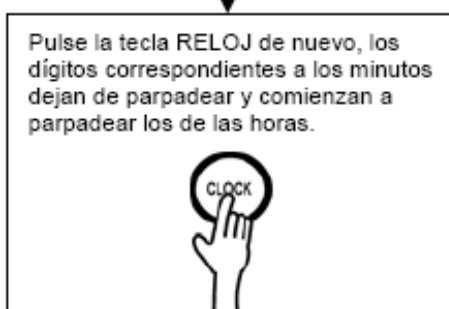 Pulse la tecla RELOJ de nuevo, los
dígitos correspondientes a los minutos
dejan de parpadear y comienzan a
parpadear los de las horas.
CLOCK